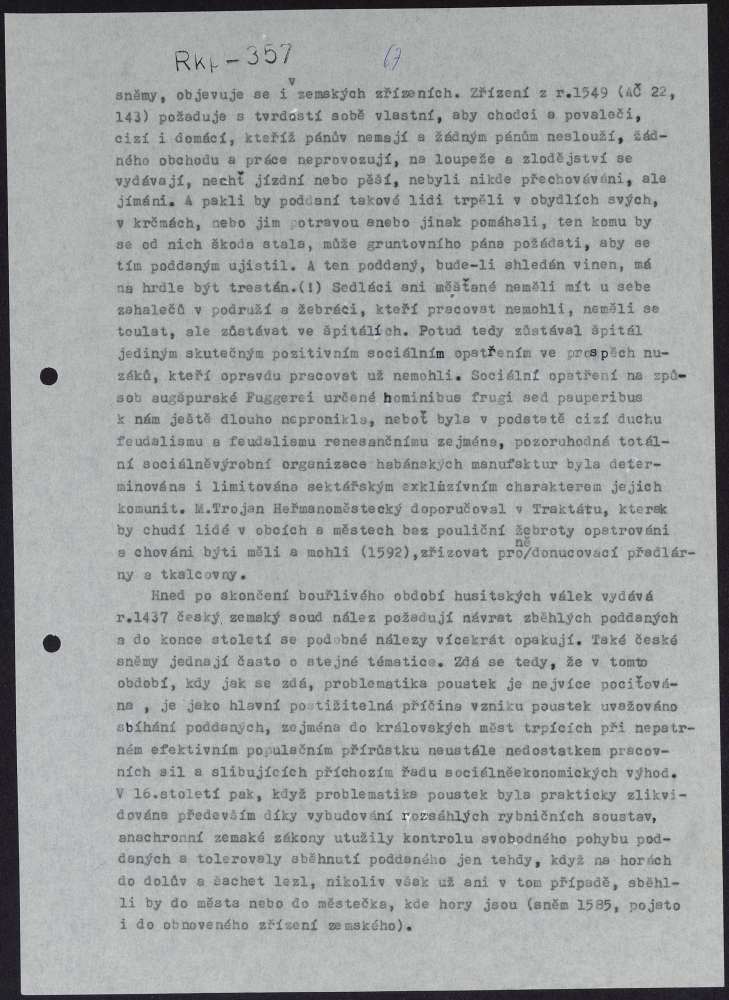 Rkp-357 67
sněmy, objevuje se i v zemských zřízeních. Zřízení z r.1549 (AČ 22,
143) požaduje s tvrdostí sobě vlastní, aby chodci a povaleči,
cizí i domácí, kteříž pánův nemají a žádným pánům neslouží, žád-
ného obchodu a práce neprovozují, na loupeže a zlodějství se
vydávají, nechť jízdní nebo pěší, nebyli nikde přechováváni, ale
jímáni. A pakli by poddaní takové lidi trpěli v obydlích svých,
v krčmách, nebo jim potravou anebo jinak pomáhali, ten komu by
se od nich škoda stala, může gruntovního pána požádati, aby se
tím poddaným ujistil. A ten poddaný, bude-li shledán vinen, má
na hrdle být trestán.(!) Sedláci ani měšťané neměli mít u sebe
zahalečů v podruží a žebráci, kteří pracovat nemohli, neměli se
toulat, ale zůstávat ve špitálích. Potud tedy zůstával špitál
jediným skutečným pozitivním sociálním opatřením ve prospěch nu-
záků, kteří opravdu pracovat už nemohli. Sociální opatření na způ-
sob augšpurské Fuggerei určené hominibus frugi sed pauperibus
k nám ještě dlouho nepronikla, neboť byla v podstatě cizí duchu
feudalismu a feudalismu renesančnímu zejména, pozoruhodná totál-
ní sociálněvýrobní organizace habánských manufaktur byla deter-
minována i limitována sektářským exklůzívním charakterem jejich
komunit. M.Trojan Heřmanoměstecký doporučoval v Traktátu, kterak
by chudí lidé v obcích a městech bez pouliční žebroty opatrováni
a chováni býti měli a mohli (1592),zřizovat pro ně/donucovací přadlár-
ny a tkalcovny.
Hned po skončení bouřlivého období husitských válek vydává
r.1437 český zemský soud nález požadují návrat zběhlých poddaných
a do konce století se podobné nálezy vícekrát opakují. Také české
sněmy jednají často o stejné tématice. Zdá se tedy, že v tomto
období, kdy jak se zdá, problematika poustek je nejvíce pociťová-
na , je jako hlavní postižitelná příčina vzniku poustek uvažováno
sbíhání poddaných, zejména do královských měst trpících při nepatr-
ném efektivním populačním přírůstku neustále nedostatkem pracov-
ních sil a slibujících příchozím řadu sociálněekonomických výhod.
V 16.století pak, když problematika poustek byla prakticky zlikvi-
dována především díky vybudování rozsáhlých rybničních soustav,
anachronní zemské zákony utužily kontrolu svobodného pohybu pod-
daných a tolerovaly sběhnutí poddaného jen tehdy, když na horách
do dolův a šachet lezl, nikoliv však už ani v tom případě, sběhl-
li by do města nebo do městečka, kde hory jsou (sněm 1585, pojato
i do obnoveného zřízení zemského).